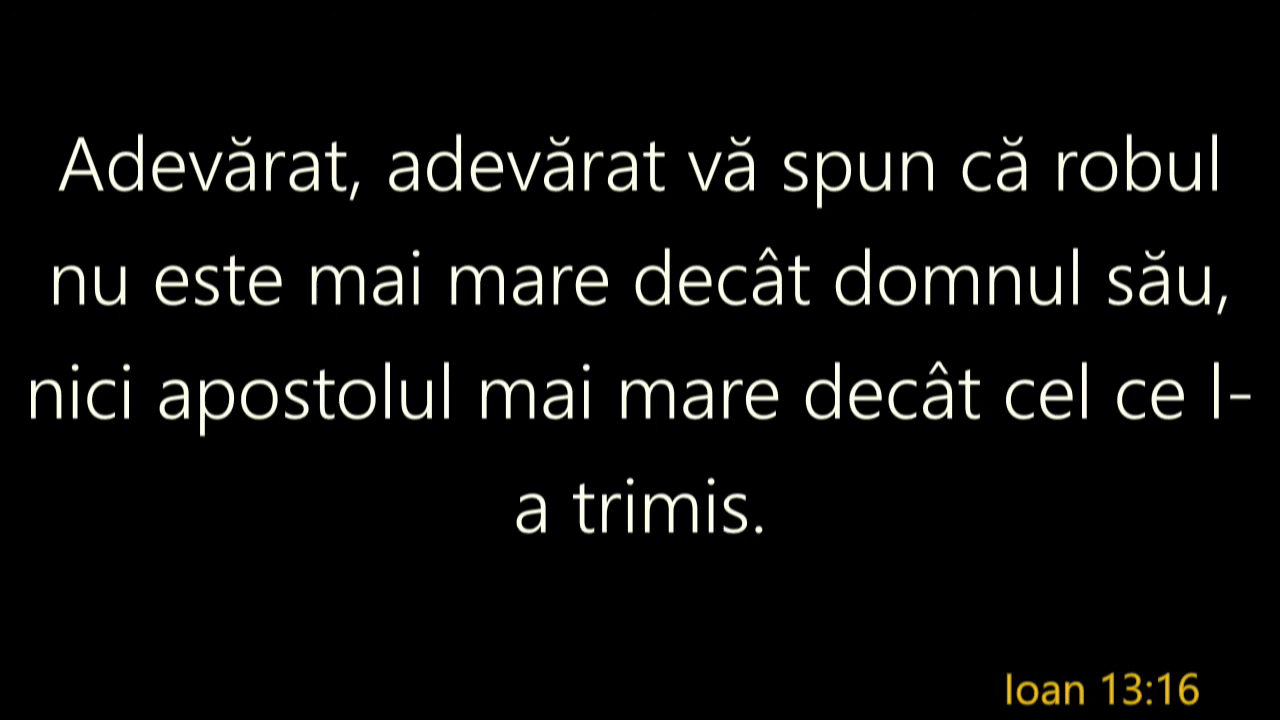 Adevărat, adevărat vă spun că robul
nu este mai mare decât domnul său,
nici apostolul mai mare decât cel ce l-
a trimis.
Ioan 13:16